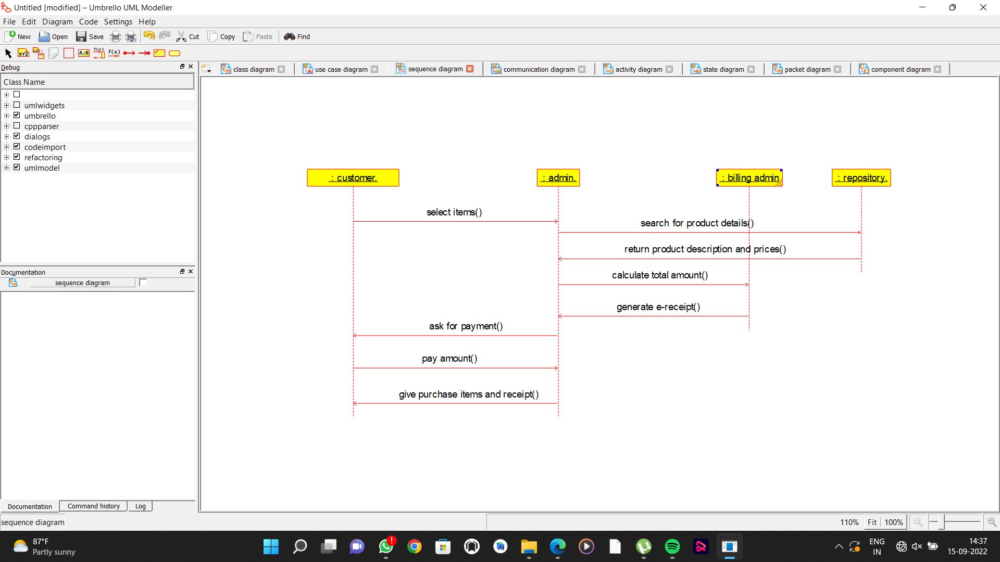 Untitled [modified] – Umbrello UML Modeller
File Edit Diagram Code Settings Help
New Open Save Cut Copy Paste Find
XYZ XYZ A:B f(x) f(x)
Debug
class diagram use case diagram sequence diagram communication diagram activity diagram state diagram packet diagram component diagram
Class Name
umlwidgets
umbrello
cppparser
dialogs
codeimport
refactoring
umlmodel
: customer. : admin. : billing admin : repository.
select items()
search for product details()
return product description and prices()
calculate total amount()
generate e-receipt()
ask for payment()
pay amount()
give purchase items and receipt()
Documentation
sequence diagram
Documentation Command history Log
sequence diagram
110% Fit 100%
87°F
Partly sunny
!
ENG
IN
14:37
15-09-2022